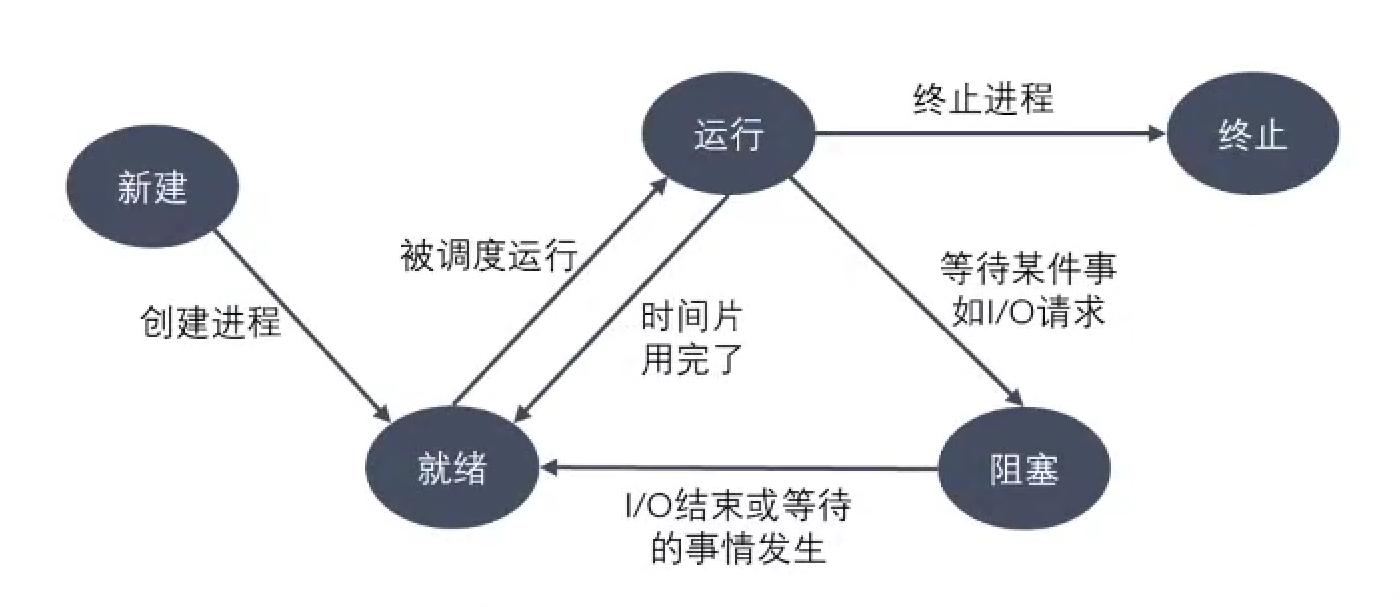 运行
终止进程
终止
新建
被调度运行
创建进程
时间片
用完了
等待某件事
如I/O请求
就绪
I/O结束或等待
的事情发生
阻塞